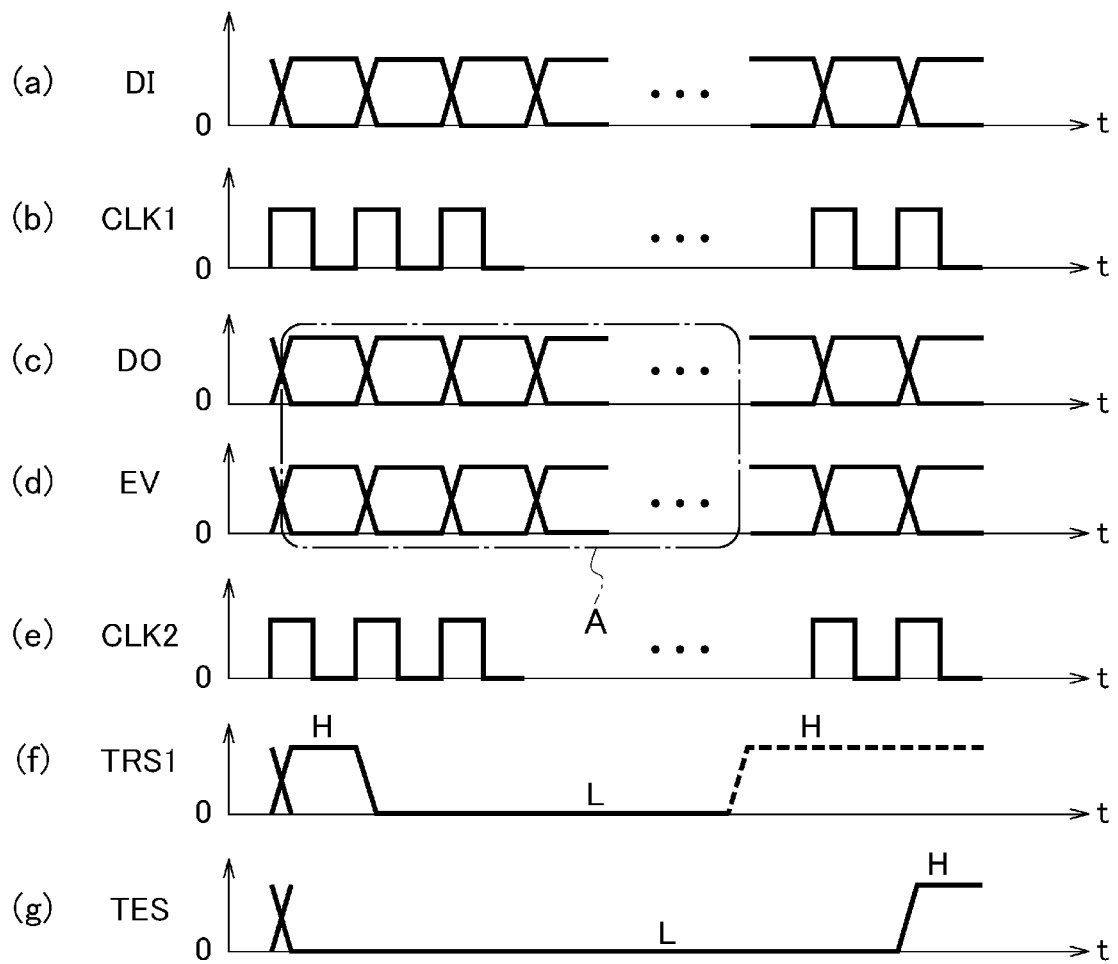 (a) DI 0 t
(b) CLK1 0 t
(c) DO 0 t
(d) EV 0 t
A
(e) CLK2 0 t
(f) TRS1 H L H 0 t
(g) TES L H 0 t